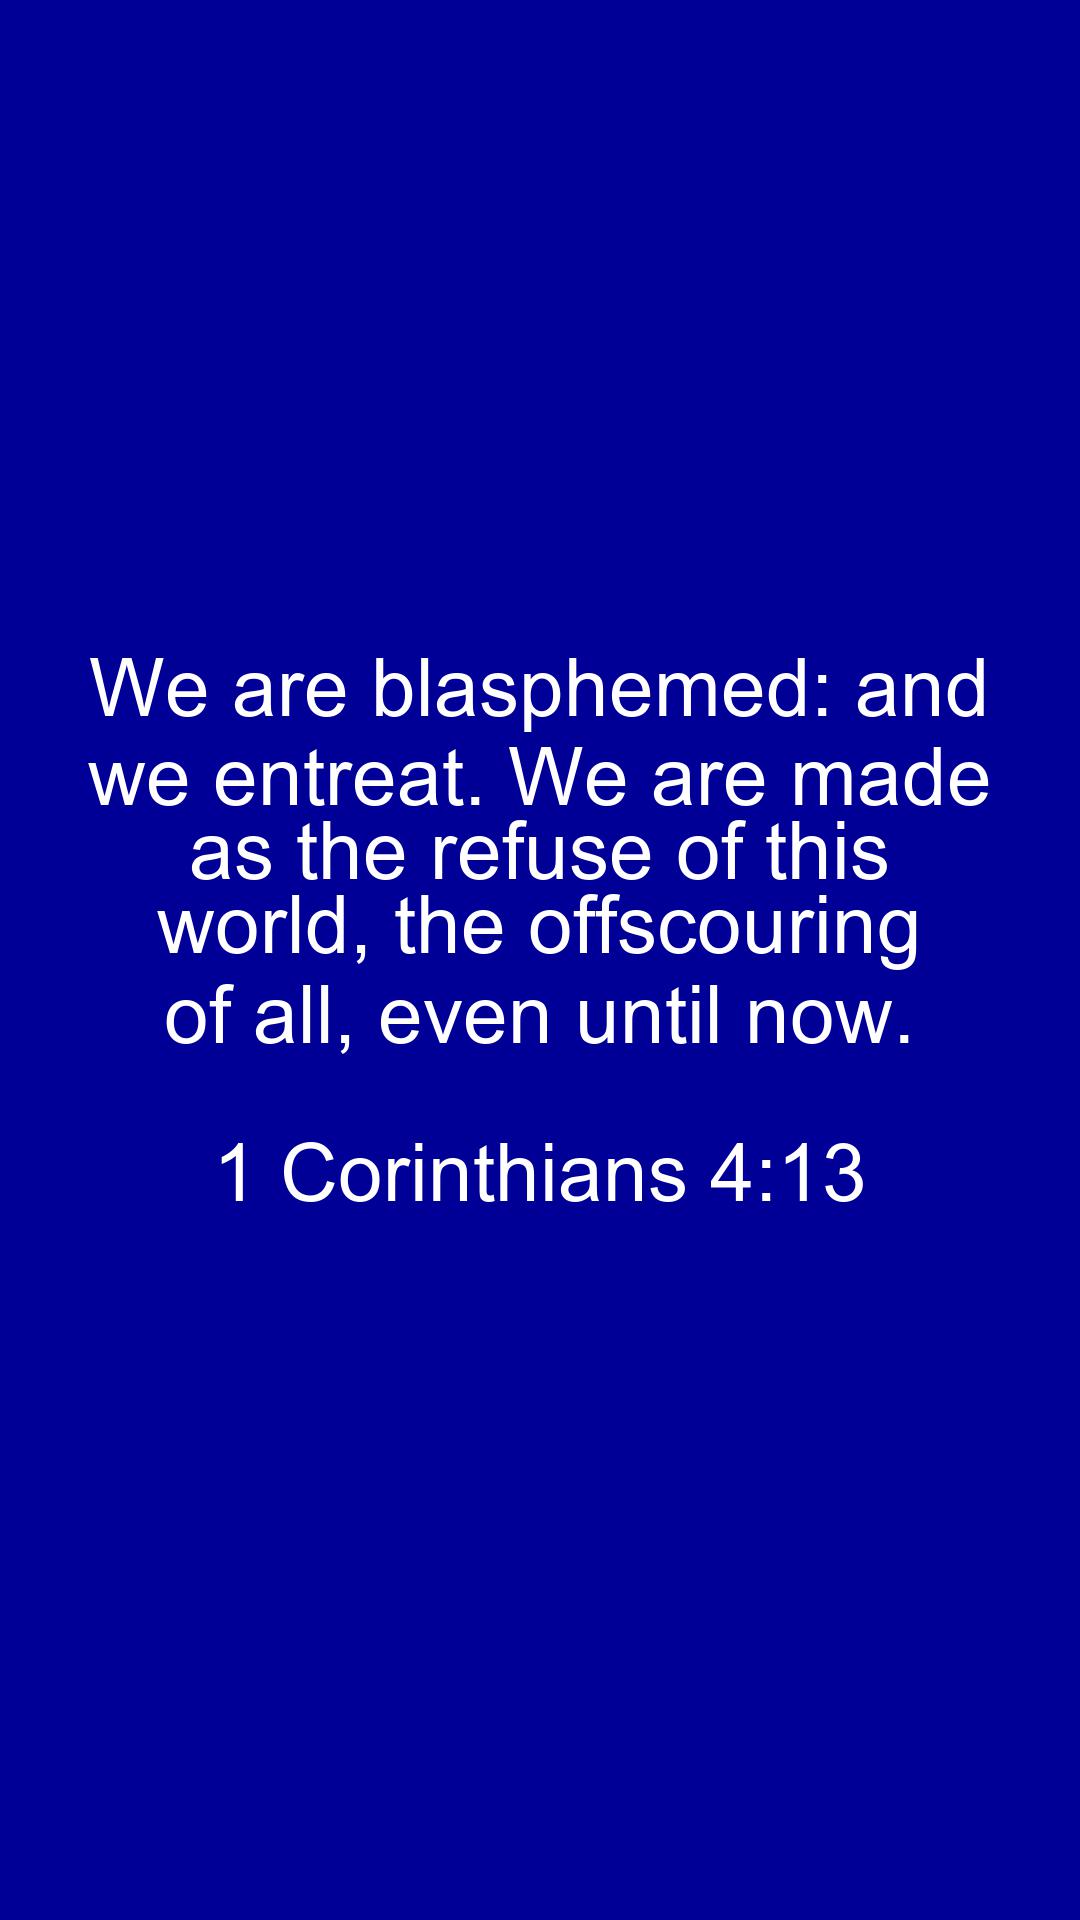 We are blasphemed: and
we entreat. We are made
as the refuse of this
world, the offscouring
of all, even until now.
1 Corinthians 4:13